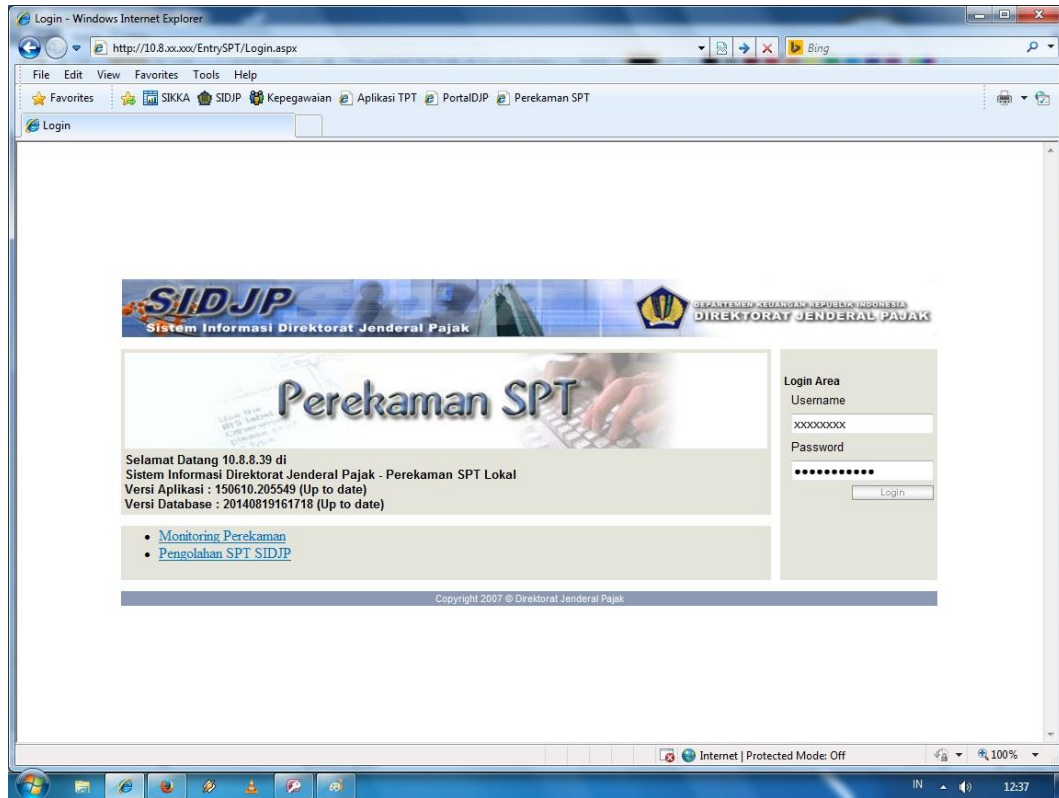 Login - Windows Internet Explorer
http://10.8.xx.xxx/EntrySPT/Login.aspx
Bing
File Edit View Favorites Tools Help
Favorites SIKKA SIDJP Kepegawaian Aplikasi TPT PortalDJP Perekaman SPT
Login
SIDJP
Sistem Informasi Direktorat Jenderal Pajak
DEPARTEMEN KEUANGAN REPUBLIK INDONESIA
DIREKTORAT JENDERAL PAJAK
Perekaman SPT
Selamat Datang 10.8.8.39 di
Sistem Informasi Direktorat Jenderal Pajak - Perekaman SPT Lokal
Versi Aplikasi : 150610.205549 (Up to date)
Versi Database : 20140819161718 (Up to date)
Monitoring Perekaman
Pengolahan SPT SIDJP
Login Area
Username
xxxxxxxx
Password
●●●●●●●●●●●
Login
Copyright 2007 © Direktorat Jenderal Pajak
Internet | Protected Mode: Off
100%
IN
12:37